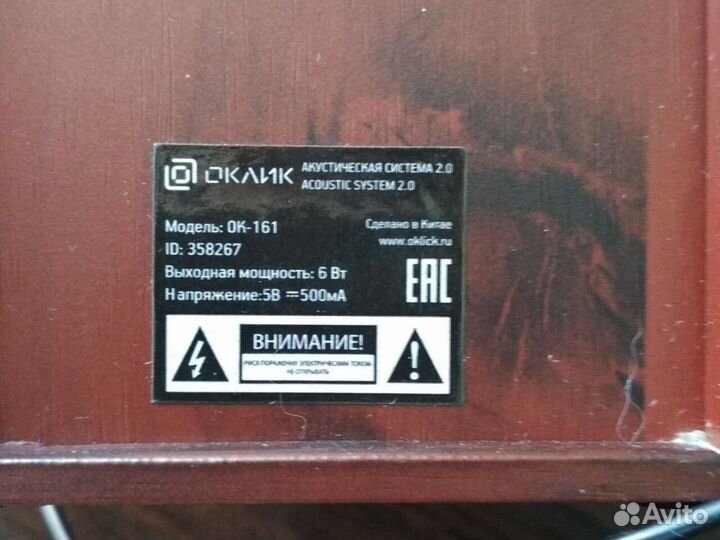 ОКЛИК АКУСТИЧЕСКАЯ СИСТЕМА 2.0
ACOUSTIC SYSTEM 2.0
Модель: ОК-161 Сделано в Китае
ID: 358267 www.oklick.ru
Выходная мощность: 6 Вт
Напряжение:5В ⎓500мА
EAC
ВНИМАНИЕ!
РИСК ПОРАЖЕНИЯ ЭЛЕКТРИЧЕСКИМ ТОКОМ
НЕ ОТКРЫВАТЬ
Avito